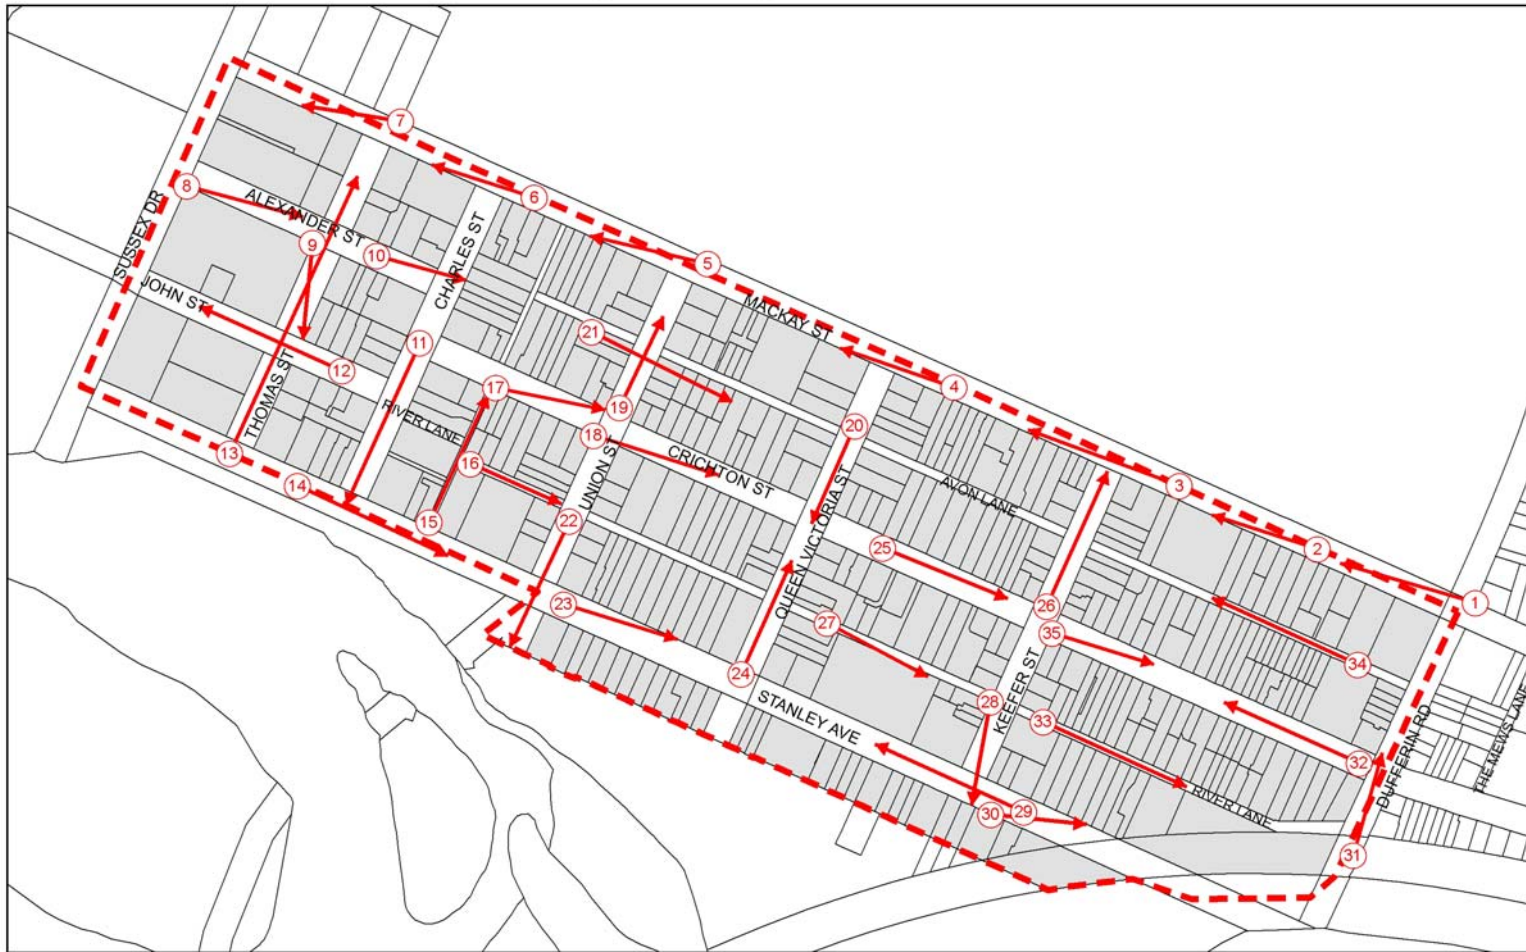 7
6
8
ALEXANDER ST
SUSSEX DR
9
10
CHARLES ST
5
JOHN ST
MACKAY ST
21
11
12
THOMAS ST
4
17
19
RIVER LANE
20
18
UNION ST
CRICHTON ST
13
16
14
3
AVON LANE
15
22
QUEEN VICTORIA ST
25
2
23
26
1
27
35
24
34
KEEFER ST
28
STANLEY AVE
33
THE MEWS LANE
DUFFERIN RD
32
RIVER LANE
29
30
31